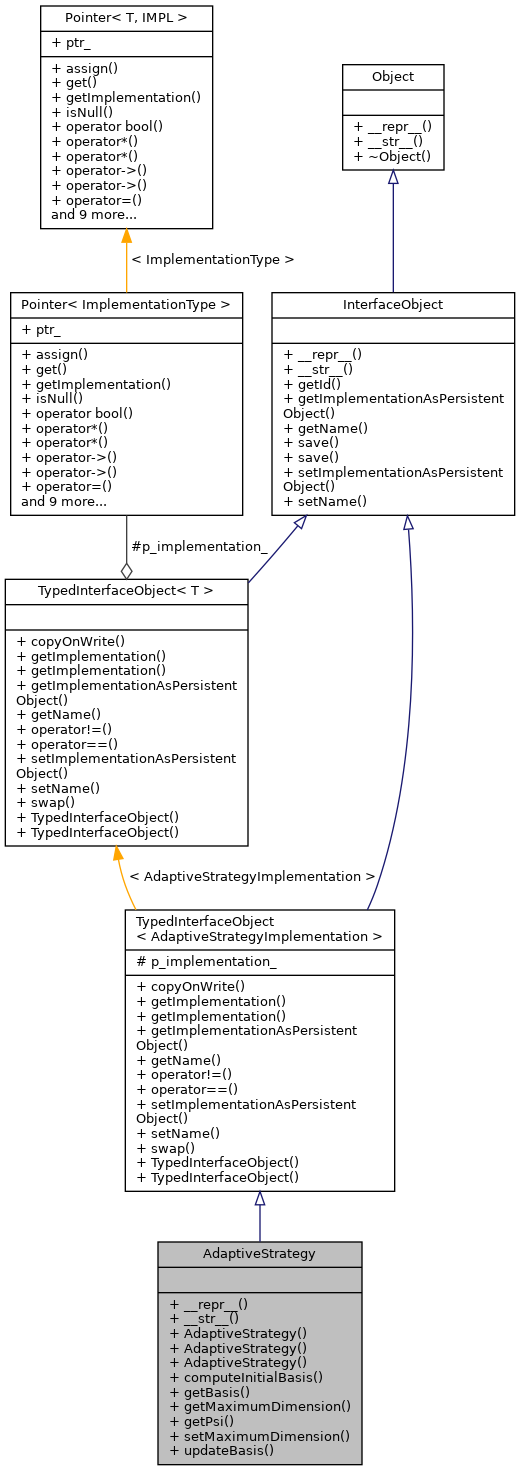 Pointer< T, IMPL >
+ ptr_
+ assign()
+ get()
+ getImplementation()
+ isNull()
+ operator bool()
+ operator*()
+ operator*()
+ operator->()
+ operator->()
+ operator=()
and 9 more...
Object
+ __repr__()
+ __str__()
+ ~Object()
< ImplementationType >
Pointer< ImplementationType >
+ ptr_
+ assign()
+ get()
+ getImplementation()
+ isNull()
+ operator bool()
+ operator*()
+ operator*()
+ operator->()
+ operator->()
+ operator=()
and 9 more...
InterfaceObject
+ __repr__()
+ __str__()
+ getId()
+ getImplementationAsPersistent
Object()
+ getName()
+ save()
+ save()
+ setImplementationAsPersistent
Object()
+ setName()
#p_implementation_
TypedInterfaceObject< T >
+ copyOnWrite()
+ getImplementation()
+ getImplementation()
+ getImplementationAsPersistent
Object()
+ getName()
+ operator!=()
+ operator==()
+ setImplementationAsPersistent
Object()
+ setName()
+ swap()
+ TypedInterfaceObject()
+ TypedInterfaceObject()
< AdaptiveStrategyImplementation >
TypedInterfaceObject
< AdaptiveStrategyImplementation >
# p_implementation_
+ copyOnWrite()
+ getImplementation()
+ getImplementation()
+ getImplementationAsPersistent
Object()
+ getName()
+ operator!=()
+ operator==()
+ setImplementationAsPersistent
Object()
+ setName()
+ swap()
+ TypedInterfaceObject()
+ TypedInterfaceObject()
AdaptiveStrategy
+ __repr__()
+ __str__()
+ AdaptiveStrategy()
+ AdaptiveStrategy()
+ AdaptiveStrategy()
+ computeInitialBasis()
+ getBasis()
+ getMaximumDimension()
+ getPsi()
+ setMaximumDimension()
+ updateBasis()